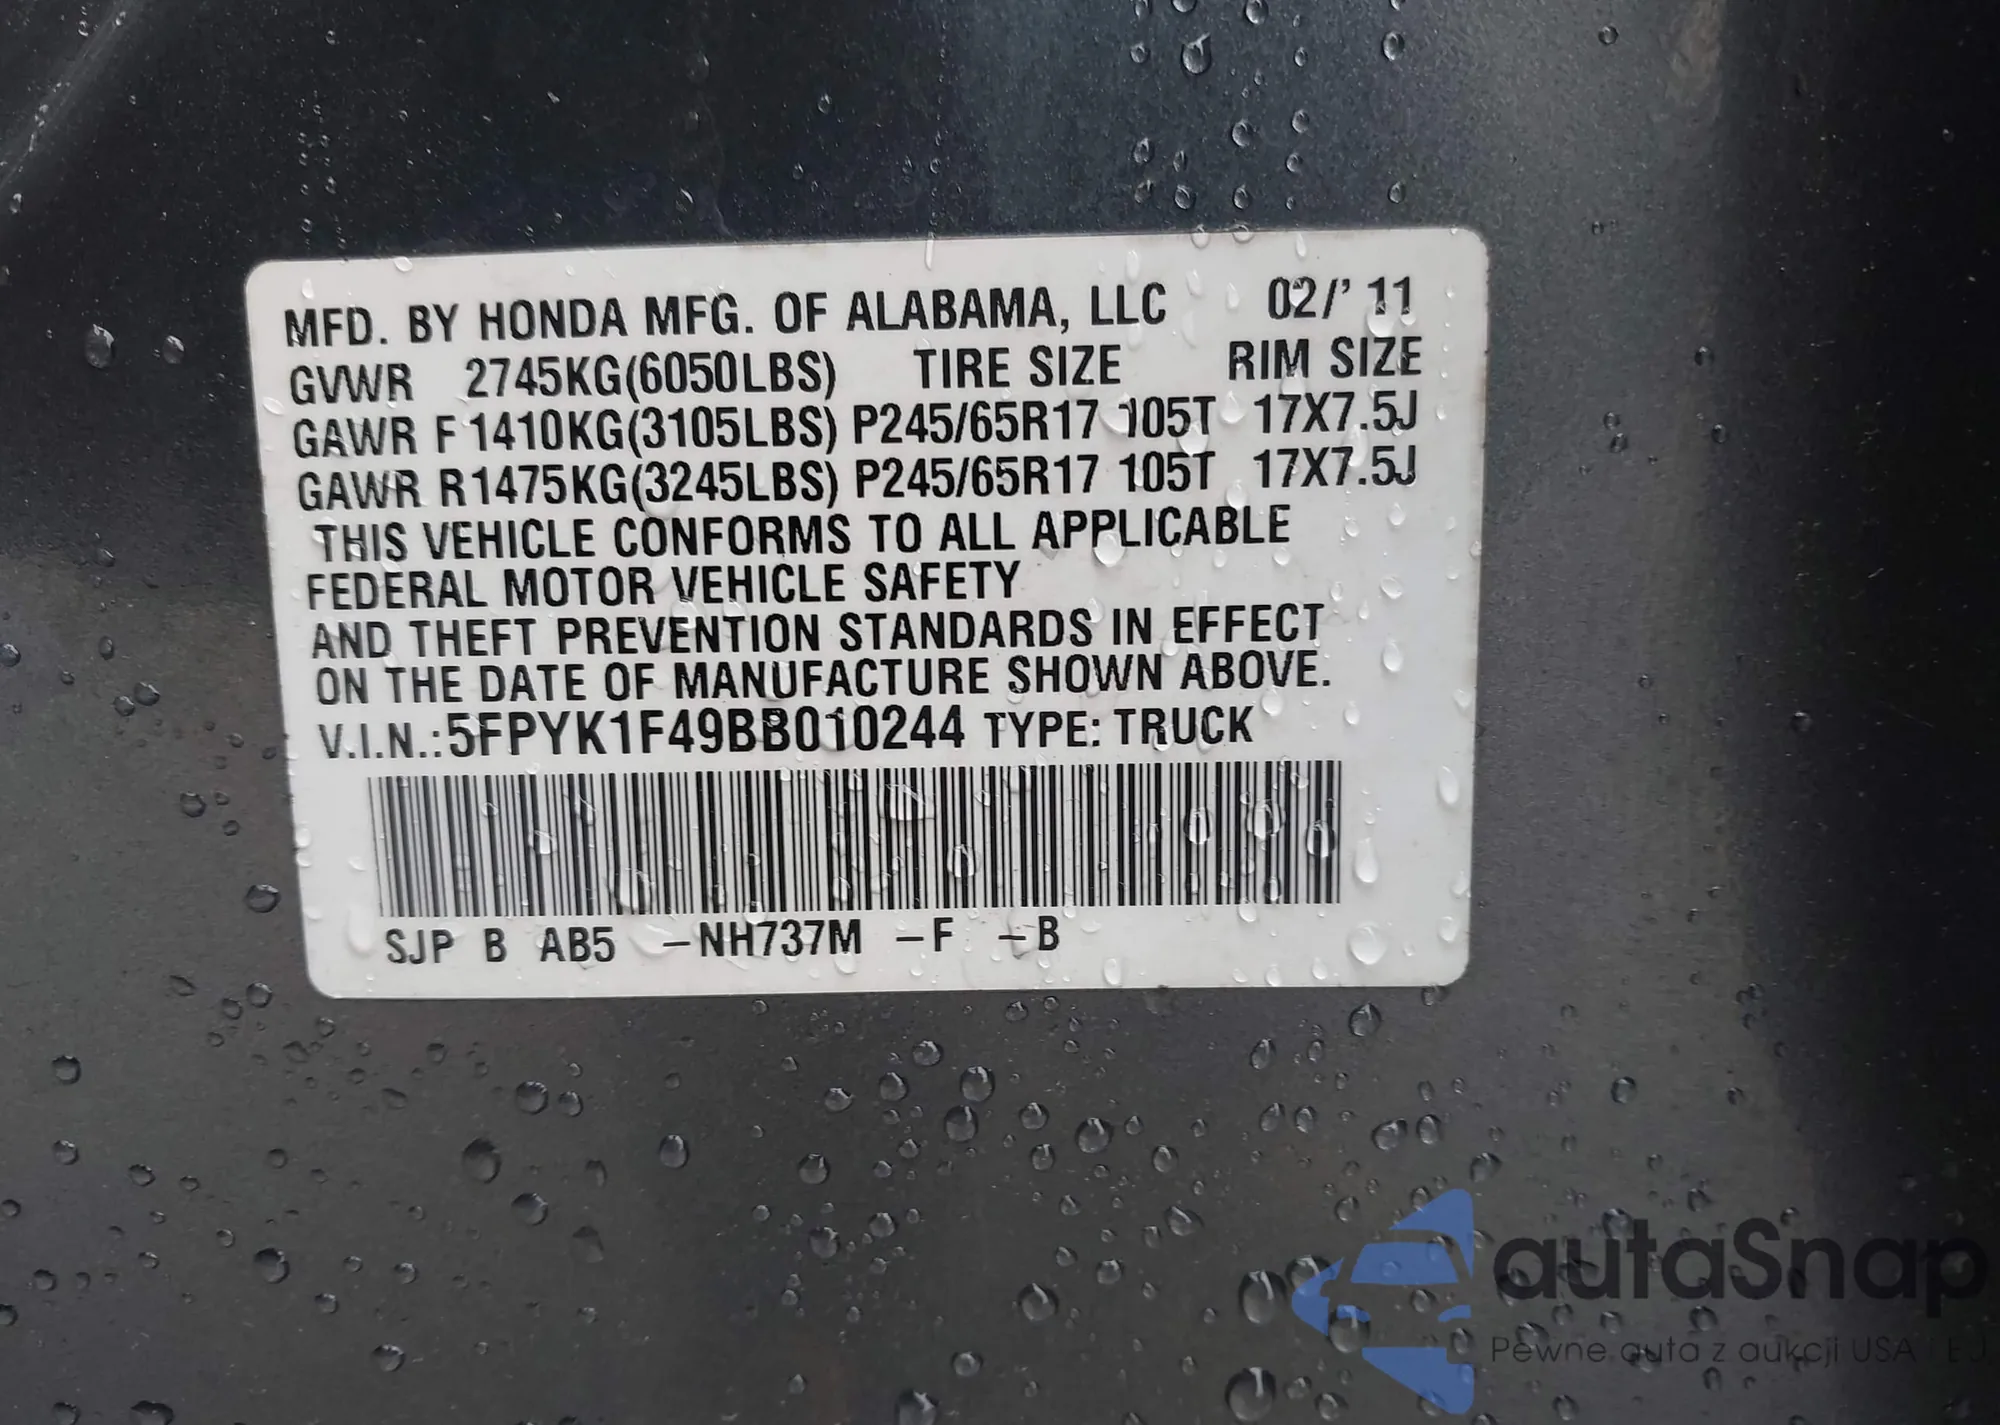 MFD. BY HONDA MFG. OF ALABAMA, LLC 02/' 11
GVWR 2745KG(6050LBS) TIRE SIZE RIM SIZE
GAWR F 1410KG(3105LBS) P245/65R17 105T 17X7.5J
GAWR R1475KG(3245LBS) P245/65R17 105T 17X7.5J
THIS VEHICLE CONFORMS TO ALL APPLICABLE
FEDERAL MOTOR VEHICLE SAFETY
AND THEFT PREVENTION STANDARDS IN EFFECT
ON THE DATE OF MANUFACTURE SHOWN ABOVE.
V.I.N.:5FPYK1F49BB010244 TYPE: TRUCK
SJP B AB5 -NH737M -F -B
autaSnap
Pewne auta z aukcji USA i EU